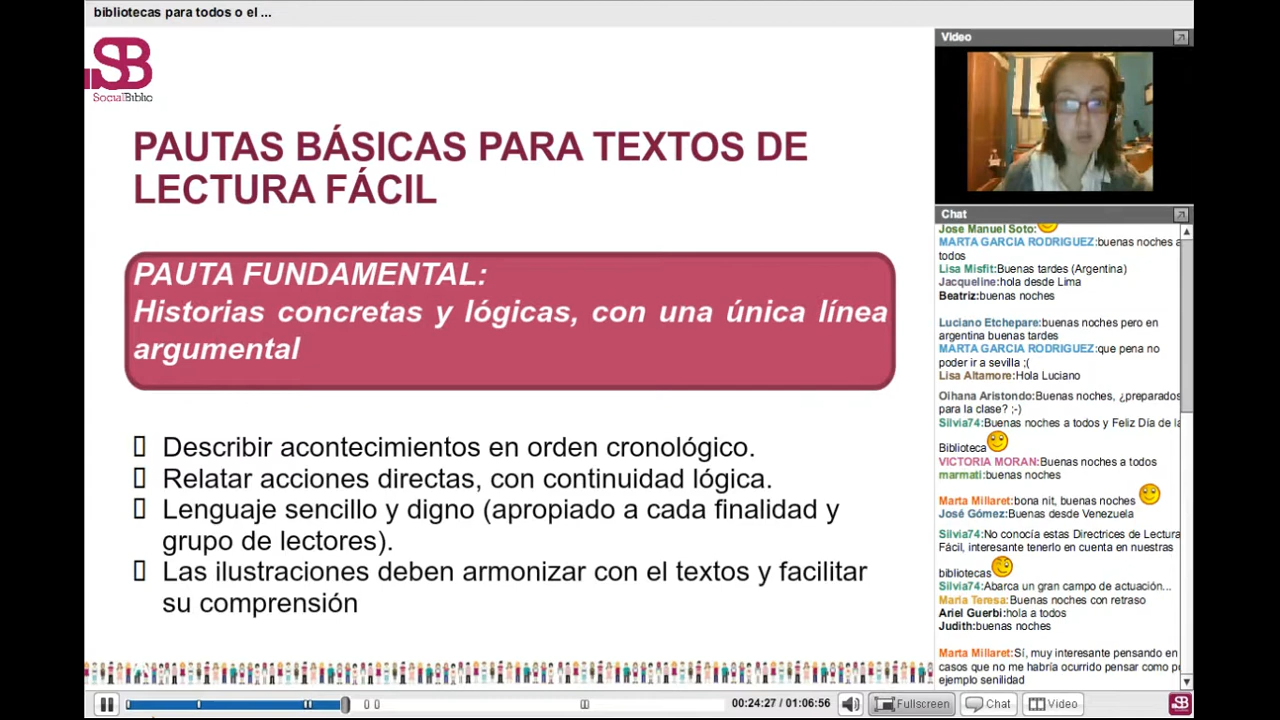 bibliotecas para todos o el ...
SB
SocialBiblio
PAUTAS BÁSICAS PARA TEXTOS DE
LECTURA FÁCIL
PAUTA FUNDAMENTAL:
Historias concretas y lógicas, con una única línea
argumental
Describir acontecimientos en orden cronológico.
Relatar acciones directas, con continuidad lógica.
Lenguaje sencillo y digno (apropiado a cada finalidad y
grupo de lectores).
Las ilustraciones deben armonizar con el textos y facilitar
su comprensión
Video
Chat
Jose Manuel Soto:
MARTA GARCIA RODRIGUEZ:buenas noches a
todos
Lisa Misfit:Buenas tardes (Argentina)
Jacqueline:hola desde Lima
Beatriz:buenas noches
Luciano Etchepare:buenas noches pero en
argentina buenas tardes
MARTA GARCIA RODRIGUEZ:que pena no
poder ir a sevilla ;(
Lisa Altamore:Hola Luciano
Oihana Aristondo:Buenas noches, ¿preparados
para la clase? ;-)
Silvia74:Buenas noches a todos y Feliz Día de la
Biblioteca
VICTORIA MORAN:Buenas noches a todos
marmati:buenas noches
Marta Millaret:bona nit, buenas noches
José Gómez:Buenas desde Venezuela
Silvia74:No conocía estas Directrices de Lectura
Fácil, interesante tenerlo en cuenta en nuestras
bibliotecas
Silvia74:Abarca un gran campo de actuación...
Maria Teresa:Buenas noches con retraso
Ariel Guerbi:hola a todos
Judith:buenas noches
Marta Millaret:Sí, muy interesante pensando en
casos que no me habría ocurrido pensar como
ejemplo senilidad
00:24:27 / 01:06:56
Fullscreen
Chat
Video
SB